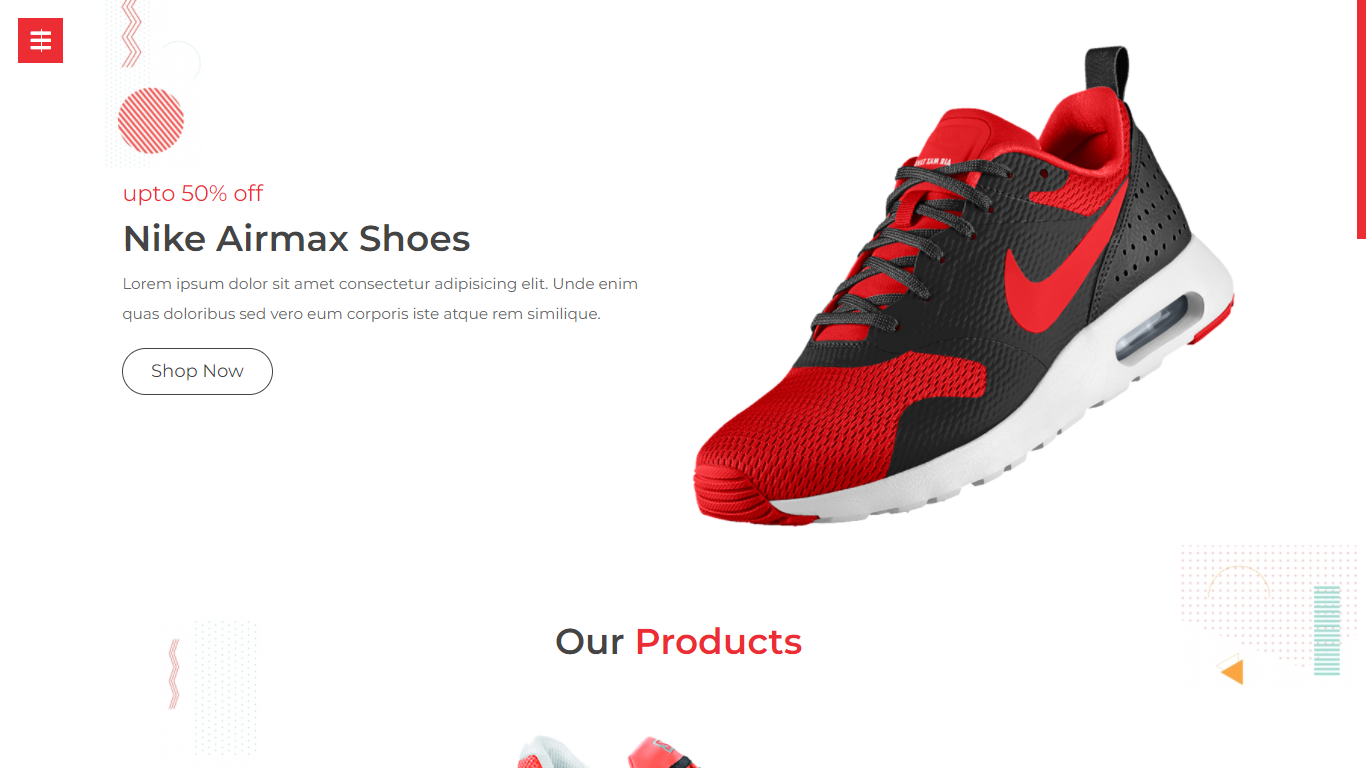 upto 50% off
Nike Airmax Shoes
Lorem ipsum dolor sit amet consectetur adipisicing elit. Unde enim
quas doloribus sed vero eum corporis iste atque rem similique.
Shop Now
Our Products